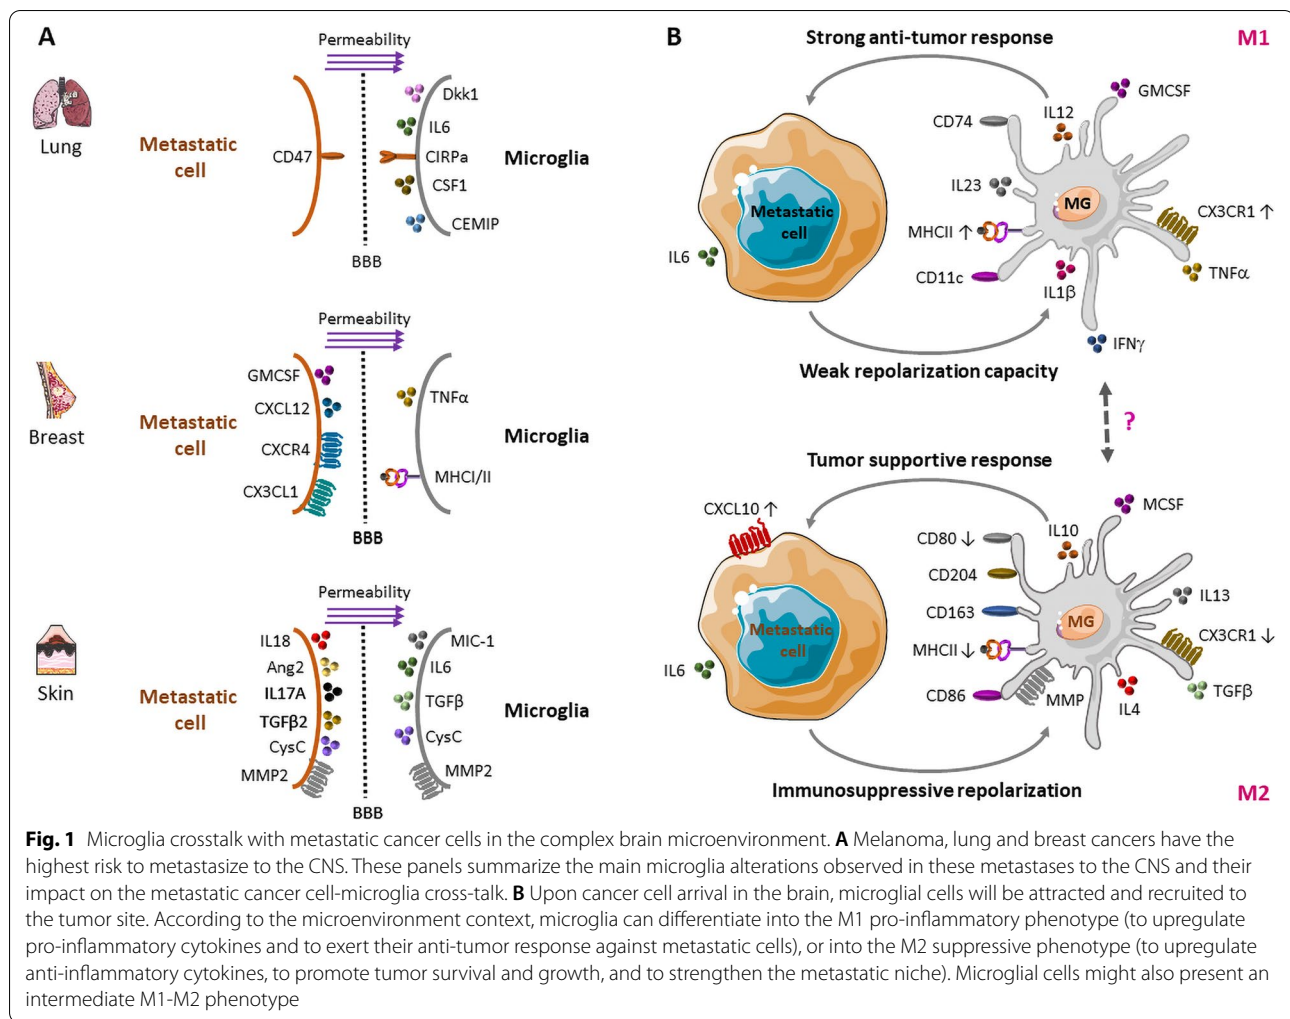 A
Permeability
Lung
Metastatic
cell
CD47
Dkk1
IL6
CIRPa
CSF1
CEMIP
Microglia
BBB
Permeability
Breast
Metastatic
cell
GMCSF
CXCL12
CXCR4
CX3CL1
TNFα
MHCI/II
Microglia
BBB
Permeability
Skin
Metastatic
cell
IL18
Ang2
IL17A
TGFβ2
CysC
MMP2
MIC-1
IL6
TGFβ
CysC
MMP2
Microglia
BBB
B
Strong anti-tumor response
M1
Metastatic
cell
IL6
CD74
IL12
GMCSF
IL23
MG
CX3CR1 ↑
MHCII ↑
CD11c
IL1β
TNFα
IFNγ
Weak repolarization capacity
?
Tumor supportive response
CXCL10 ↑
Metastatic
cell
IL6
MCSF
CD80 ↓
IL10
CD204
IL13
CD163
MG
MHCII ↓
CX3CR1 ↓
CD86
MMP
IL4
TGFβ
Immunosuppressive repolarization
M2
Fig. 1 Microglia crosstalk with metastatic cancer cells in the complex brain microenvironment. A Melanoma, lung and breast cancers have the
highest risk to metastasize to the CNS. These panels summarize the main microglia alterations observed in these metastases to the CNS and their
impact on the metastatic cancer cell-microglia cross-talk. B Upon cancer cell arrival in the brain, microglial cells will be attracted and recruited to
the tumor site. According to the microenvironment context, microglia can differentiate into the M1 pro-inflammatory phenotype (to upregulate
pro-inflammatory cytokines and to exert their anti-tumor response against metastatic cells), or into the M2 suppressive phenotype (to upregulate
anti-inflammatory cytokines, to promote tumor survival and growth, and to strengthen the metastatic niche). Microglial cells might also present an
intermediate M1-M2 phenotype